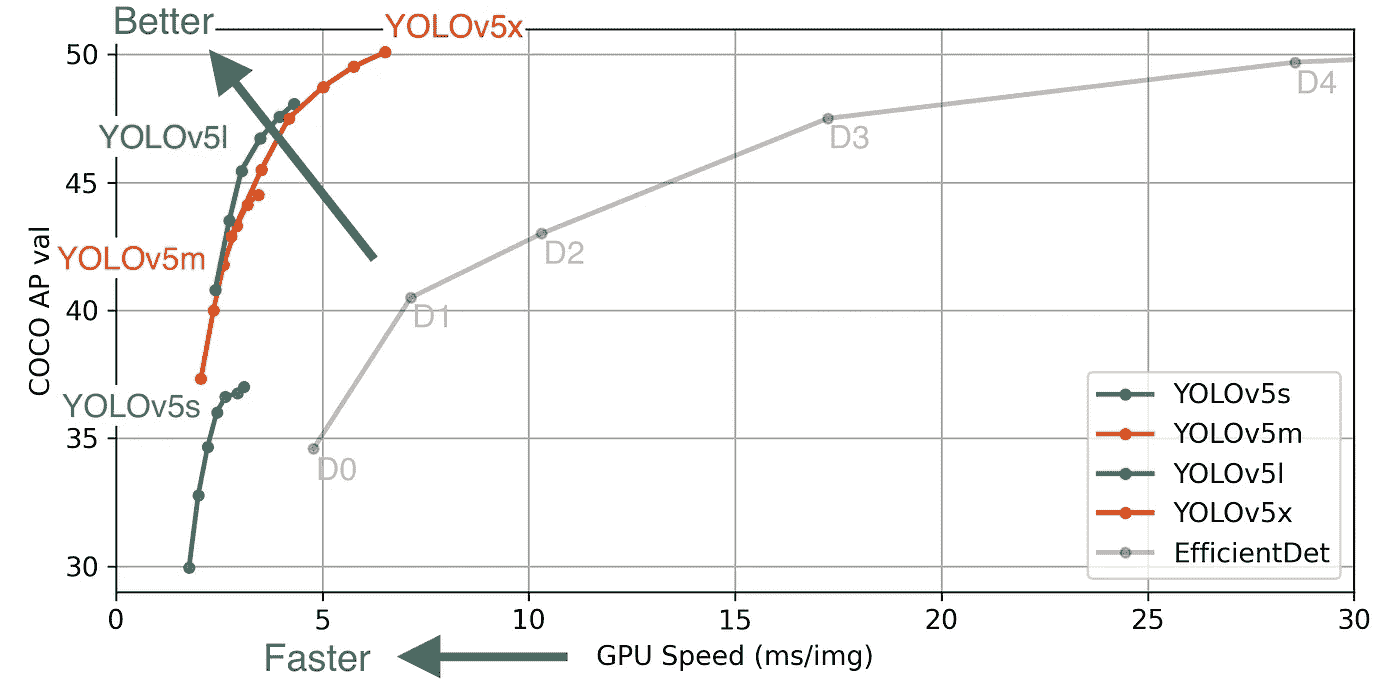 Better
YOLOv5x
YOLOv5l
YOLOv5m
YOLOv5s
COCO AP val
50
45
40
35
30
D0
D1
D2
D3
D4
YOLOv5s
YOLOv5m
YOLOv5l
YOLOv5x
EfficientDet
0 5 10 15 20 25 30
Faster
GPU Speed (ms/img)